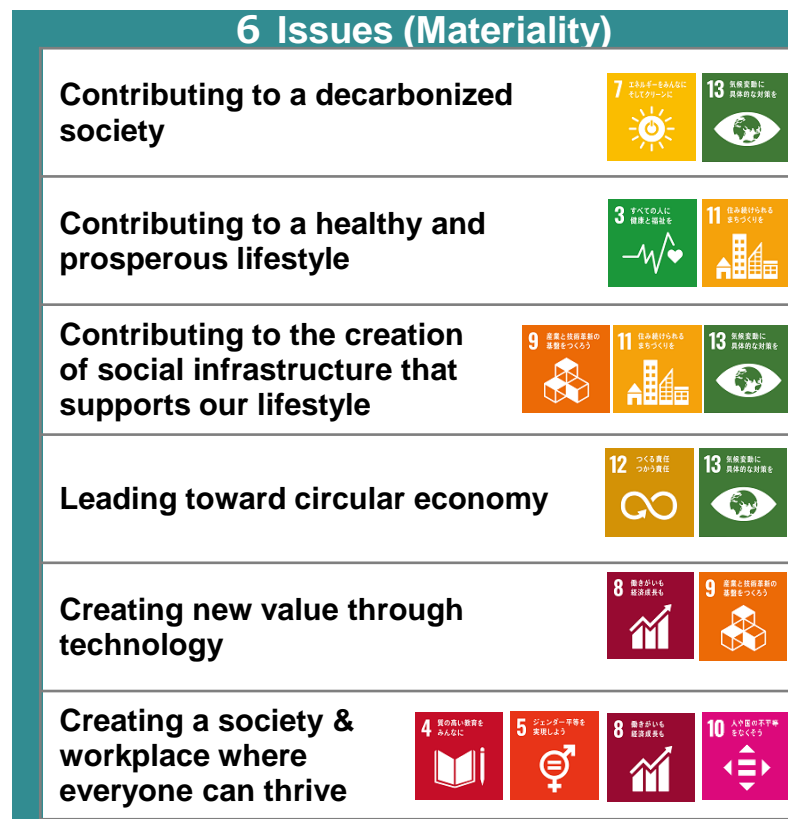 6 Issues (Materiality)
Contributing to a decarbonized
society
7 エネルギーをみんなに
そしてクリーンに
13 気候変動に
具体的な対策を
Contributing to a healthy and
prosperous lifestyle
3 すべての人に
健康と福祉を
11 住み続けられる
まちづくりを
Contributing to the creation
of social infrastructure that
supports our lifestyle
9 産業と技術革新の
基盤をつくろう
11 住み続けられる
まちづくりを
13 気候変動に
具体的な対策を
Leading toward circular economy
12 つくる責任
つかう責任
13 気候変動に
具体的な対策を
Creating new value through
technology
8 働きがいも
経済成長も
9 産業と技術革新の
基盤をつくろう
Creating a society &
workplace where
everyone can thrive
4 質の高い教育を
みんなに
5 ジェンダー平等を
実現しよう
8 働きがいも
経済成長も
10 人や国の不平等
をなくそう